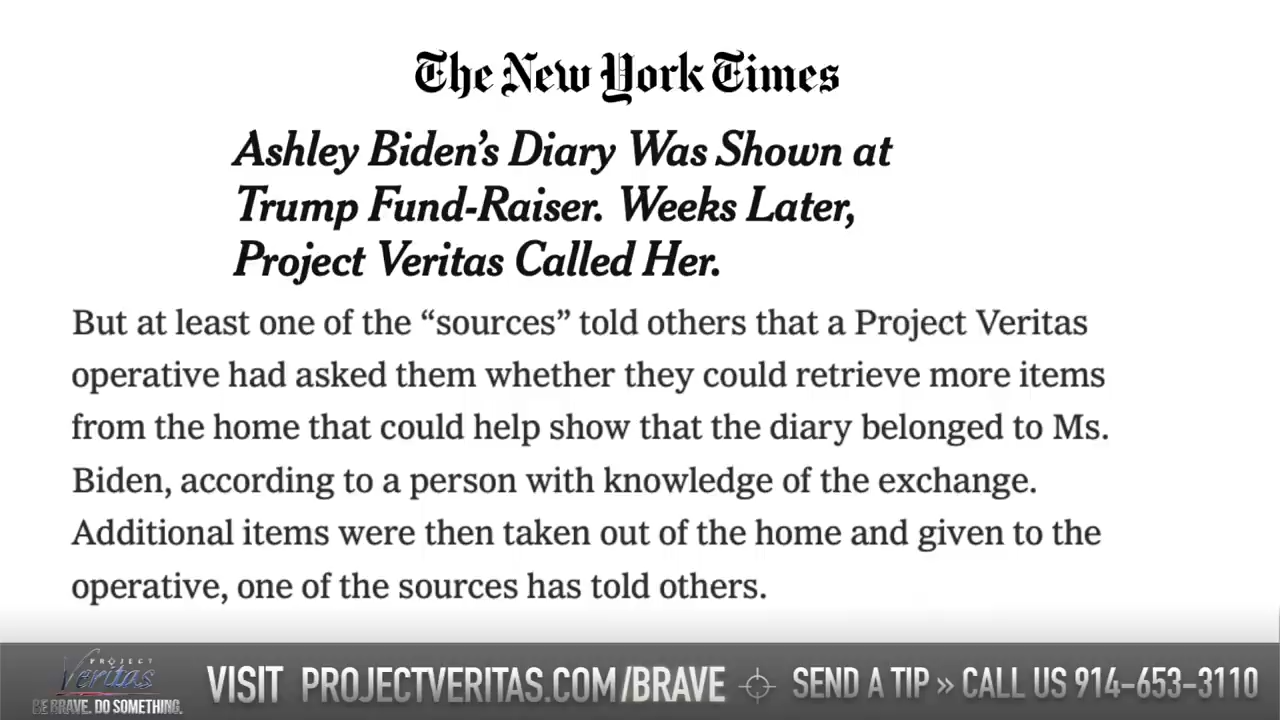 The New York Times
Ashley Biden’s Diary Was Shown at
Trump Fund-Raiser. Weeks Later,
Project Veritas Called Her.
But at least one of the “sources” told others that a Project Veritas
operative had asked them whether they could retrieve more items
from the home that could help show that the diary belonged to Ms.
Biden, according to a person with knowledge of the exchange.
Additional items were then taken out of the home and given to the
operative, one of the sources has told others.
PROJECT
Veritas
BE BRAVE. DO SOMETHING.
VISIT PROJECTVERITAS.COM/BRAVE SEND A TIP » CALL US 914-653-3110